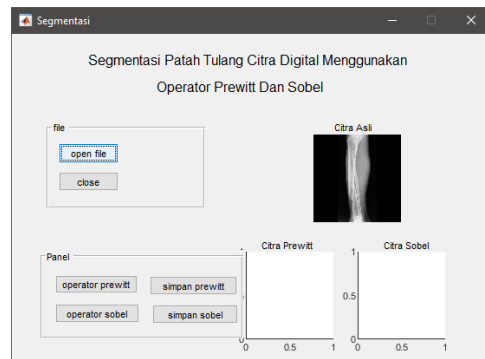 Segmentasi
Segmentasi Patah Tulang Citra Digital Menggunakan
Operator Prewitt Dan Sobel
file
open file
close
Citra Asli
Panel
operator prewitt
simpan prewitt
operator sobel
simpan sobel
Citra Prewitt
0
0.5
1
Citra Sobel
1
0.5
0
0
0.5
1